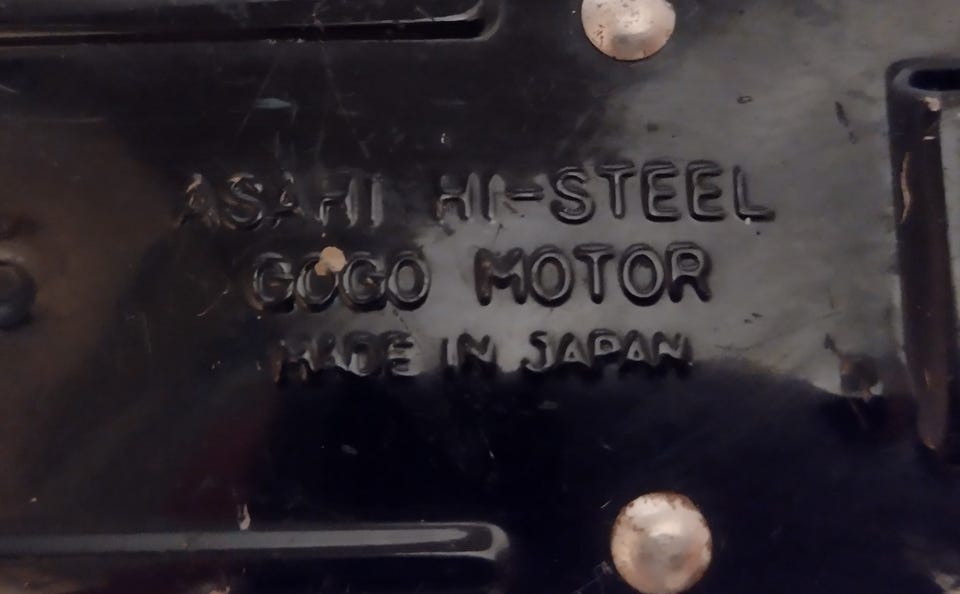 ASAHI HI-STEEL
GOGO MOTOR
MADE IN JAPAN